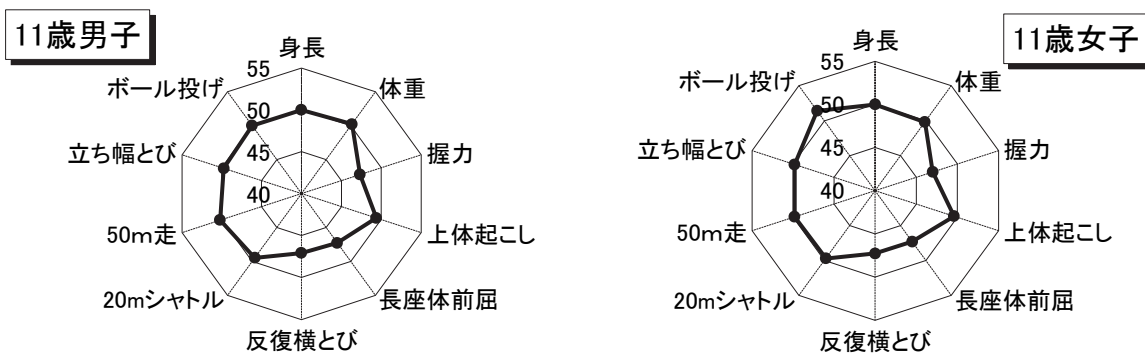 11歳男子
身長
体重
握力
上体起こし
長座体前屈
反復横とび
20mシャトル
50m走
立ち幅とび
ボール投げ
55
50
45
40
11歳女子
身長
体重
握力
上体起こし
長座体前屈
反復横とび
20mシャトル
50m走
立ち幅とび
ボール投げ
55
50
45
40